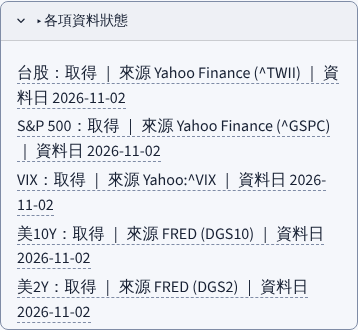 各項資料狀態
台股：取得 ｜ 來源 Yahoo Finance (^TWII) ｜ 資
料日 2026-11-02
S&P 500：取得 ｜ 來源 Yahoo Finance (^GSPC)
｜ 資料日 2026-11-02
VIX：取得 ｜ 來源 Yahoo:^VIX ｜ 資料日 2026-
11-02
美10Y：取得 ｜ 來源 FRED (DGS10) ｜ 資料日
2026-11-02
美2Y：取得 ｜ 來源 FRED (DGS2) ｜ 資料日
2026-11-02